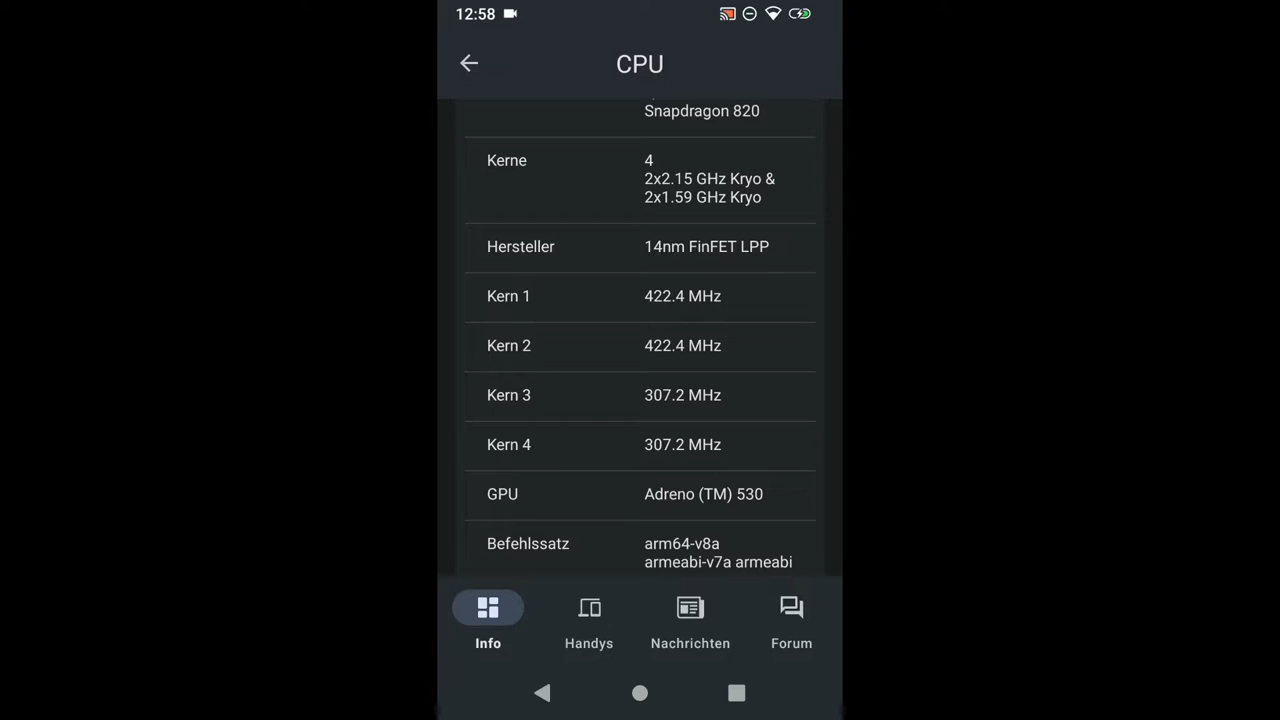 12:58
CPU
Snapdragon 820
Kerne 4
2x2.15 GHz Kryo &
2x1.59 GHz Kryo
Hersteller 14nm FinFET LPP
Kern 1 422.4 MHz
Kern 2 422.4 MHz
Kern 3 307.2 MHz
Kern 4 307.2 MHz
GPU Adreno (TM) 530
Befehlssatz arm64-v8a
armeabi-v7a armeabi
Info Handys Nachrichten Forum